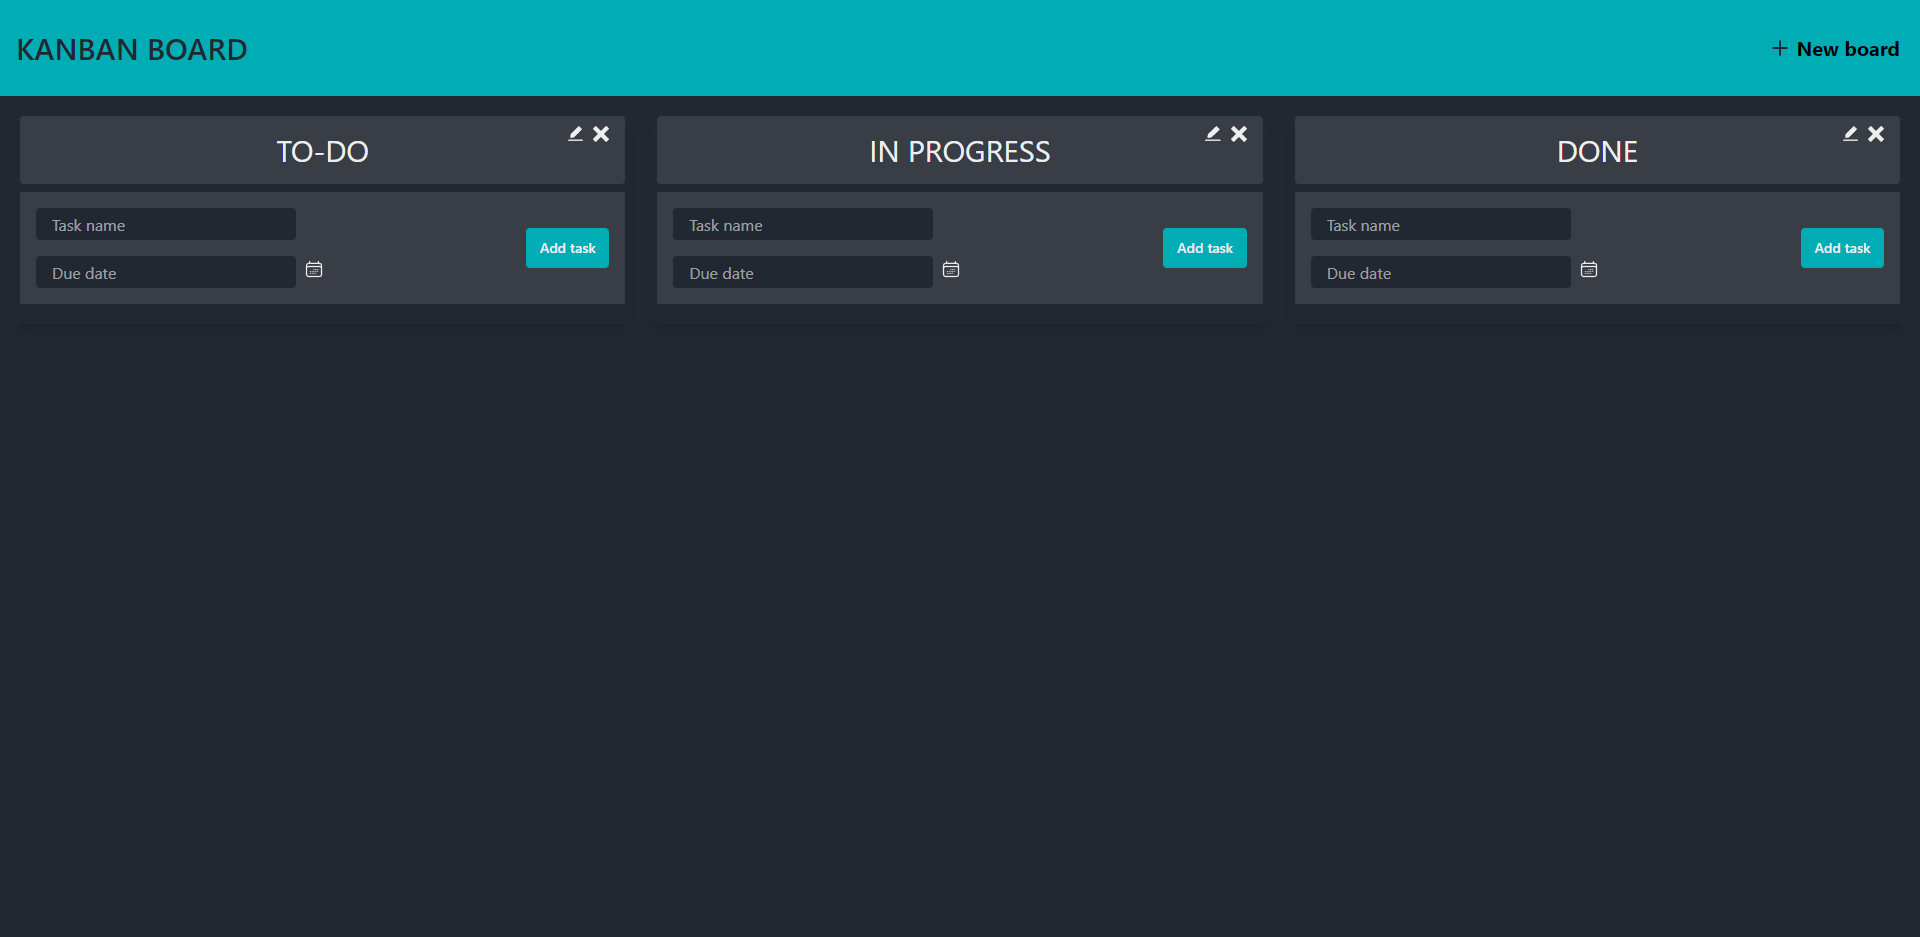 KANBAN BOARD
New board
TO-DO
Task name
Due date
Add task
IN PROGRESS
Task name
Due date
Add task
DONE
Task name
Due date
Add task